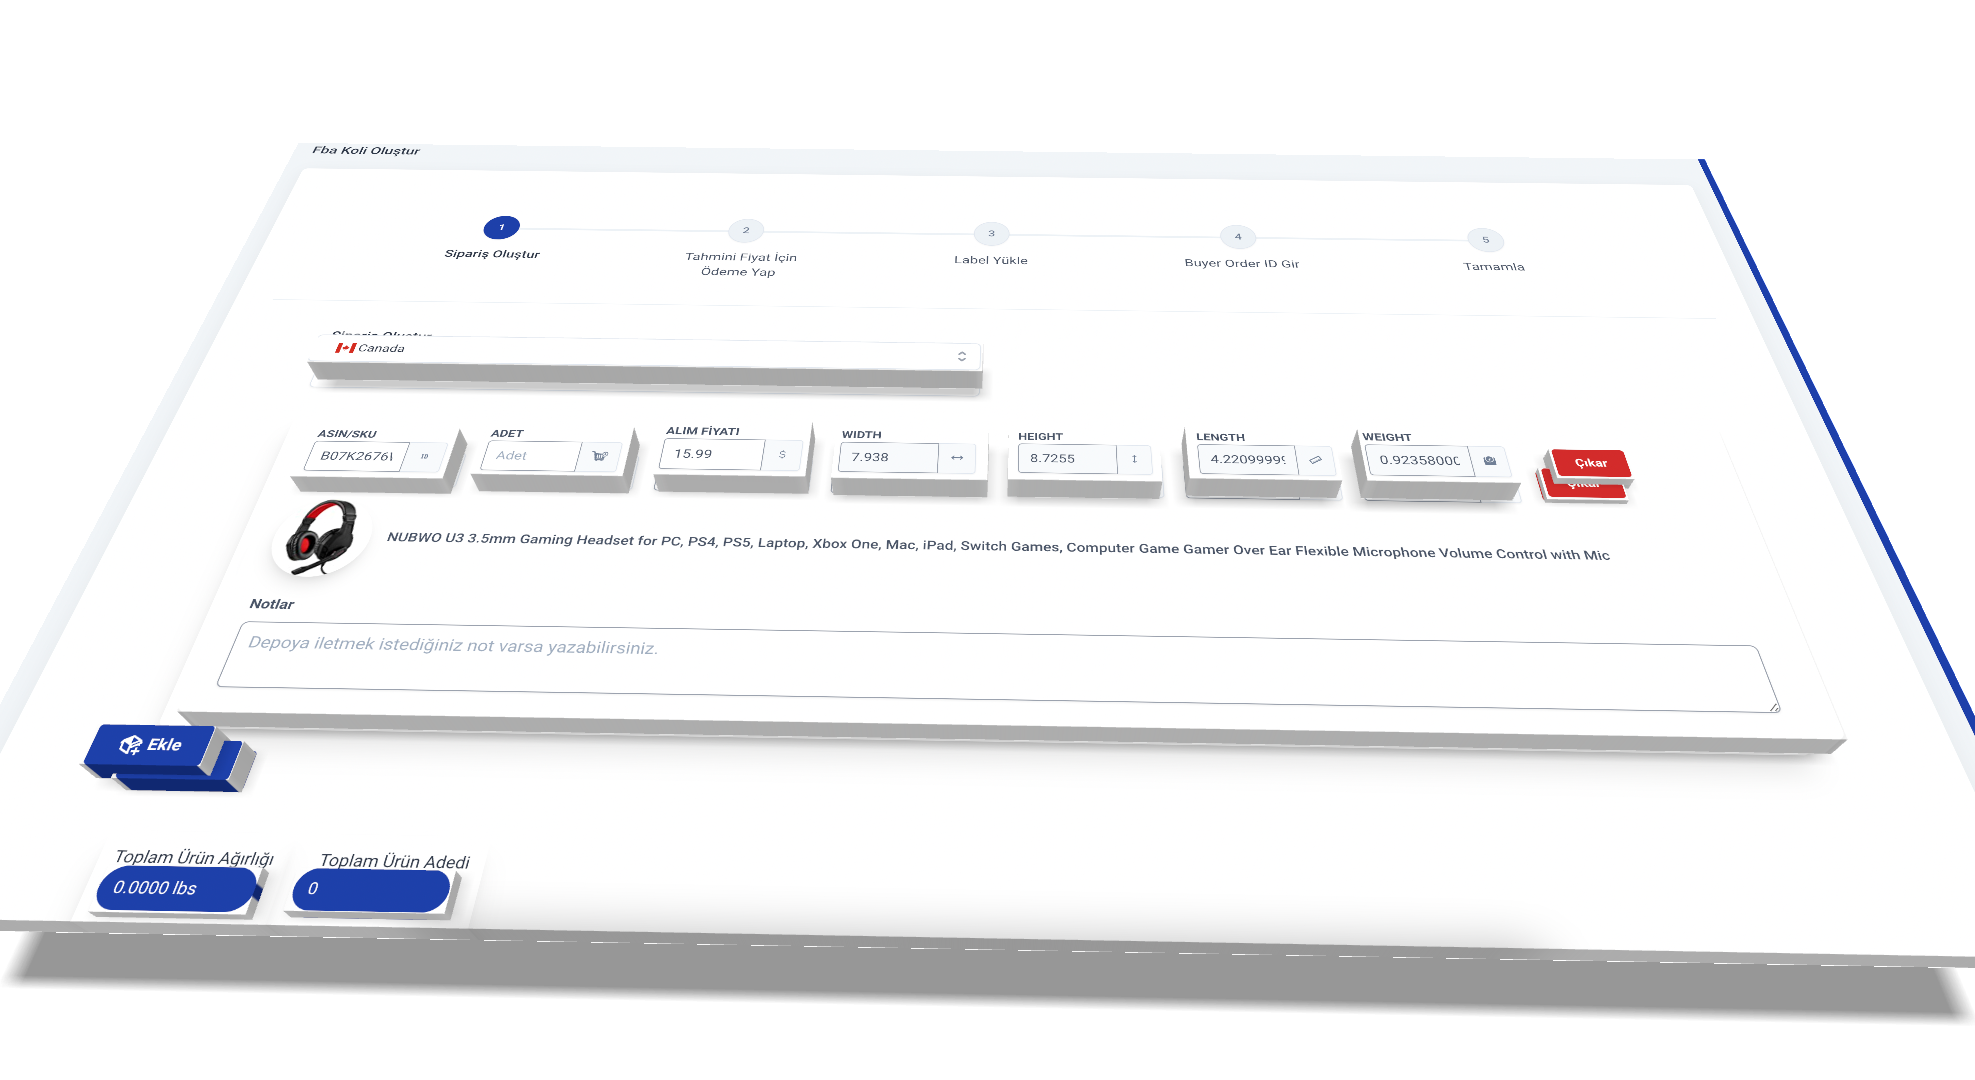 Fba Koli Oluştur
1
2
3
4
5
Sipariş Oluştur
Tahmini Fiyat İçin
Ödeme Yap
Label Yükle
Buyer Order ID Gir
Tamamla
Sipariş Oluştur
Canada
ASIN/SKU
ADET
ALIM FİYATI
WIDTH
HEIGHT
LENGTH
WEIGHT
B07K2676
Adet
15.99
$
7.938
8.7255
4.2209999
0.9235800
Çıkar
Çıkar
NUBWO U3 3.5mm Gaming Headset for PC, PS4, PS5, Laptop, Xbox One, Mac, iPad, Switch Games, Computer Game Gamer Over Ear Flexible Microphone Volume Control with Mic
Notlar
Depoya iletmek istediğiniz not varsa yazabilirsiniz.
Ekle
Toplam Ürün Ağırlığı
Toplam Ürün Adedi
0.0000 lbs
0